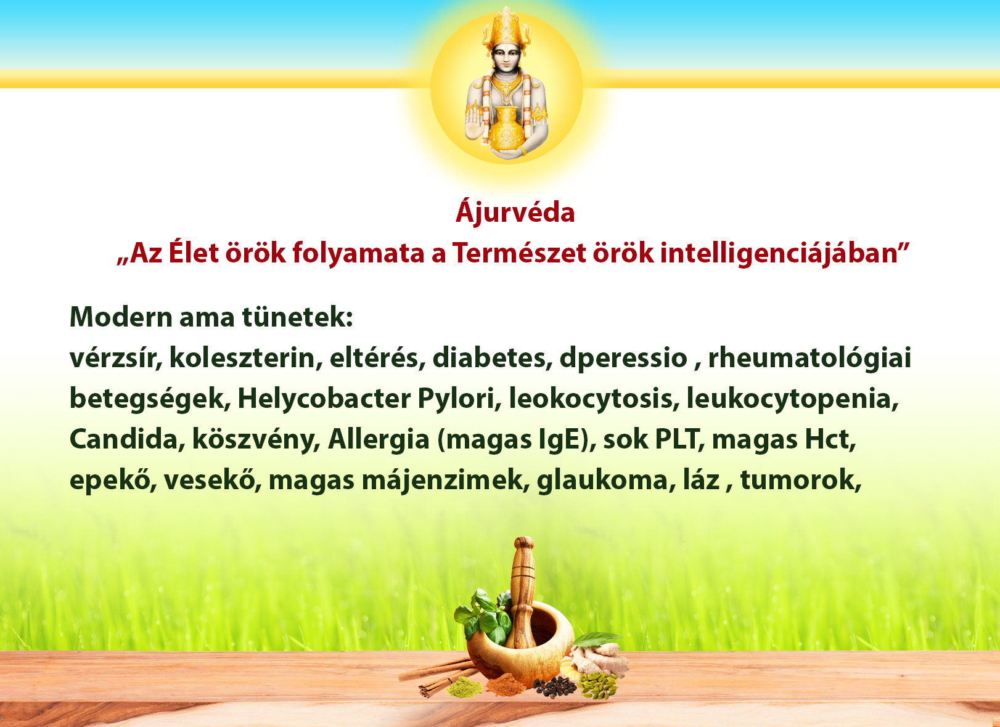 Ájurvéda
„Az Élet örök folyamata a Természet örök intelligenciájában”
Modern ama tünetek:
vérzsír, koleszterin, eltérés, diabetes, dperessio , rheumatológiai
betegségek, Helycobacter Pylori, leokocytosis, leukocytopenia,
Candida, köszvény, Allergia (magas IgE), sok PLT, magas Hct,
epekő, vesekő, magas májenzimek, glaukoma, láz , tumorok,